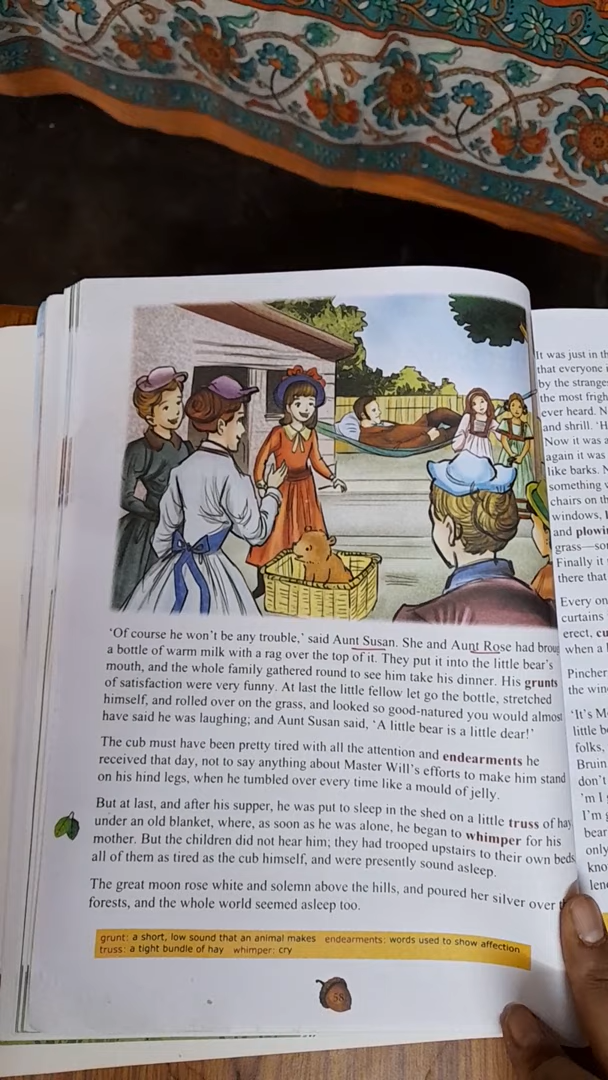 'Of course he won't be any trouble,' said Aunt Susan. She and Aunt Rose had
a bottle of warm milk with a rag over the top of it. They put it into the little bear's
mouth, and the whole family gathered round to see him take his dinner. His grunts
of satisfaction were very funny. At last the little fellow let go the bottle, stretched
himself, and rolled over on the grass, and looked so good-natured you would almost
have said he was laughing; and Aunt Susan said, 'A little bear is a little dear!'
The cub must have been pretty tired with all the attention and endearments he
received that day, not to say anything about Master Will's efforts to make him stand
on his hind legs, when he tumbled over every time like a mould of jelly.
But at last, and after his supper, he was put to sleep in the shed on a little truss of hay
under an old blanket, where, as soon as he was alone, he began to whimper for his
mother. But the children did not hear him; they had trooped upstairs to their own beds
all of them as tired as the cub himself, and were presently sound asleep.
The great moon rose white and solemn above the hills, and poured her silver over
forests, and the whole world seemed asleep too.
grunt: a short, low sound that an animal makes endearments: words used to show affection
truss: a tight bundle of hay whimper: cry
58
It was just in
that everyone
by the strange
the most
ever heard.
and shrill.
Now it was a
again it was
like barks.
something
chairs on
windows,
and
Finally it
there that
Every
curtains
erect,
when a
Pincher
the
'It's
little
folks,
Bruin
don't
'm I
I'm
bear
only